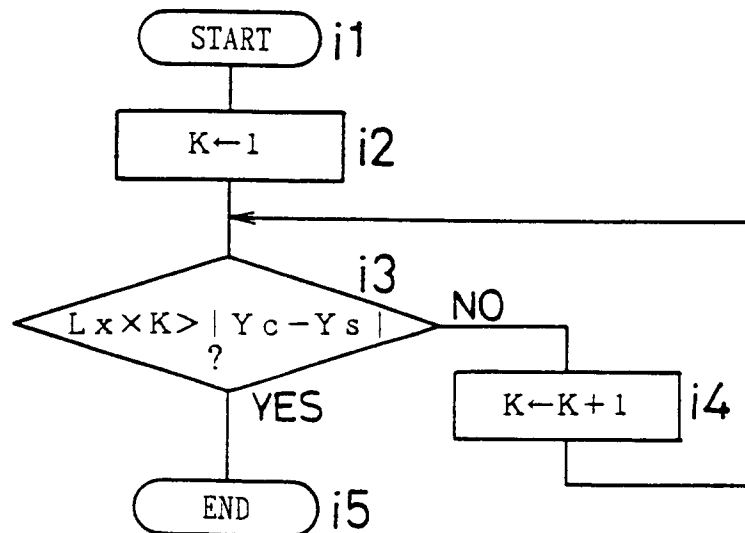 START i1
K←1 i2
i3
Lx×K>|Yc−Ys|
?
NO
YES
K←K+1 i4
END i5